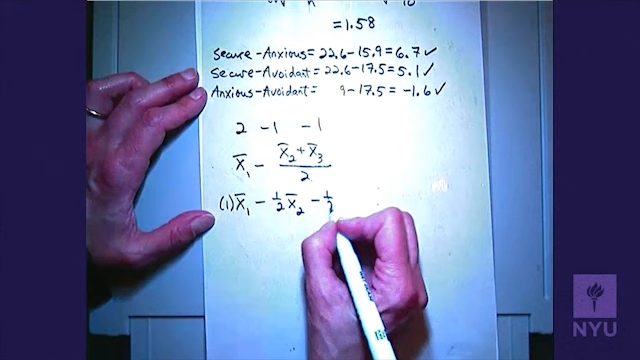 = 1.58
Secure-Anxious = 22.6 - 15.9 = 6.7 ✓
Secure-Avoidant = 22.6 - 17.5 = 5.1 ✓
Anxious-Avoidant = 9 - 17.5 = -1.6 ✓
2 -1 -1
X̄₁ - (X̄₂ + X̄₃)/2
(1)X̄₁ - ½X̄₂ - ½
NYU